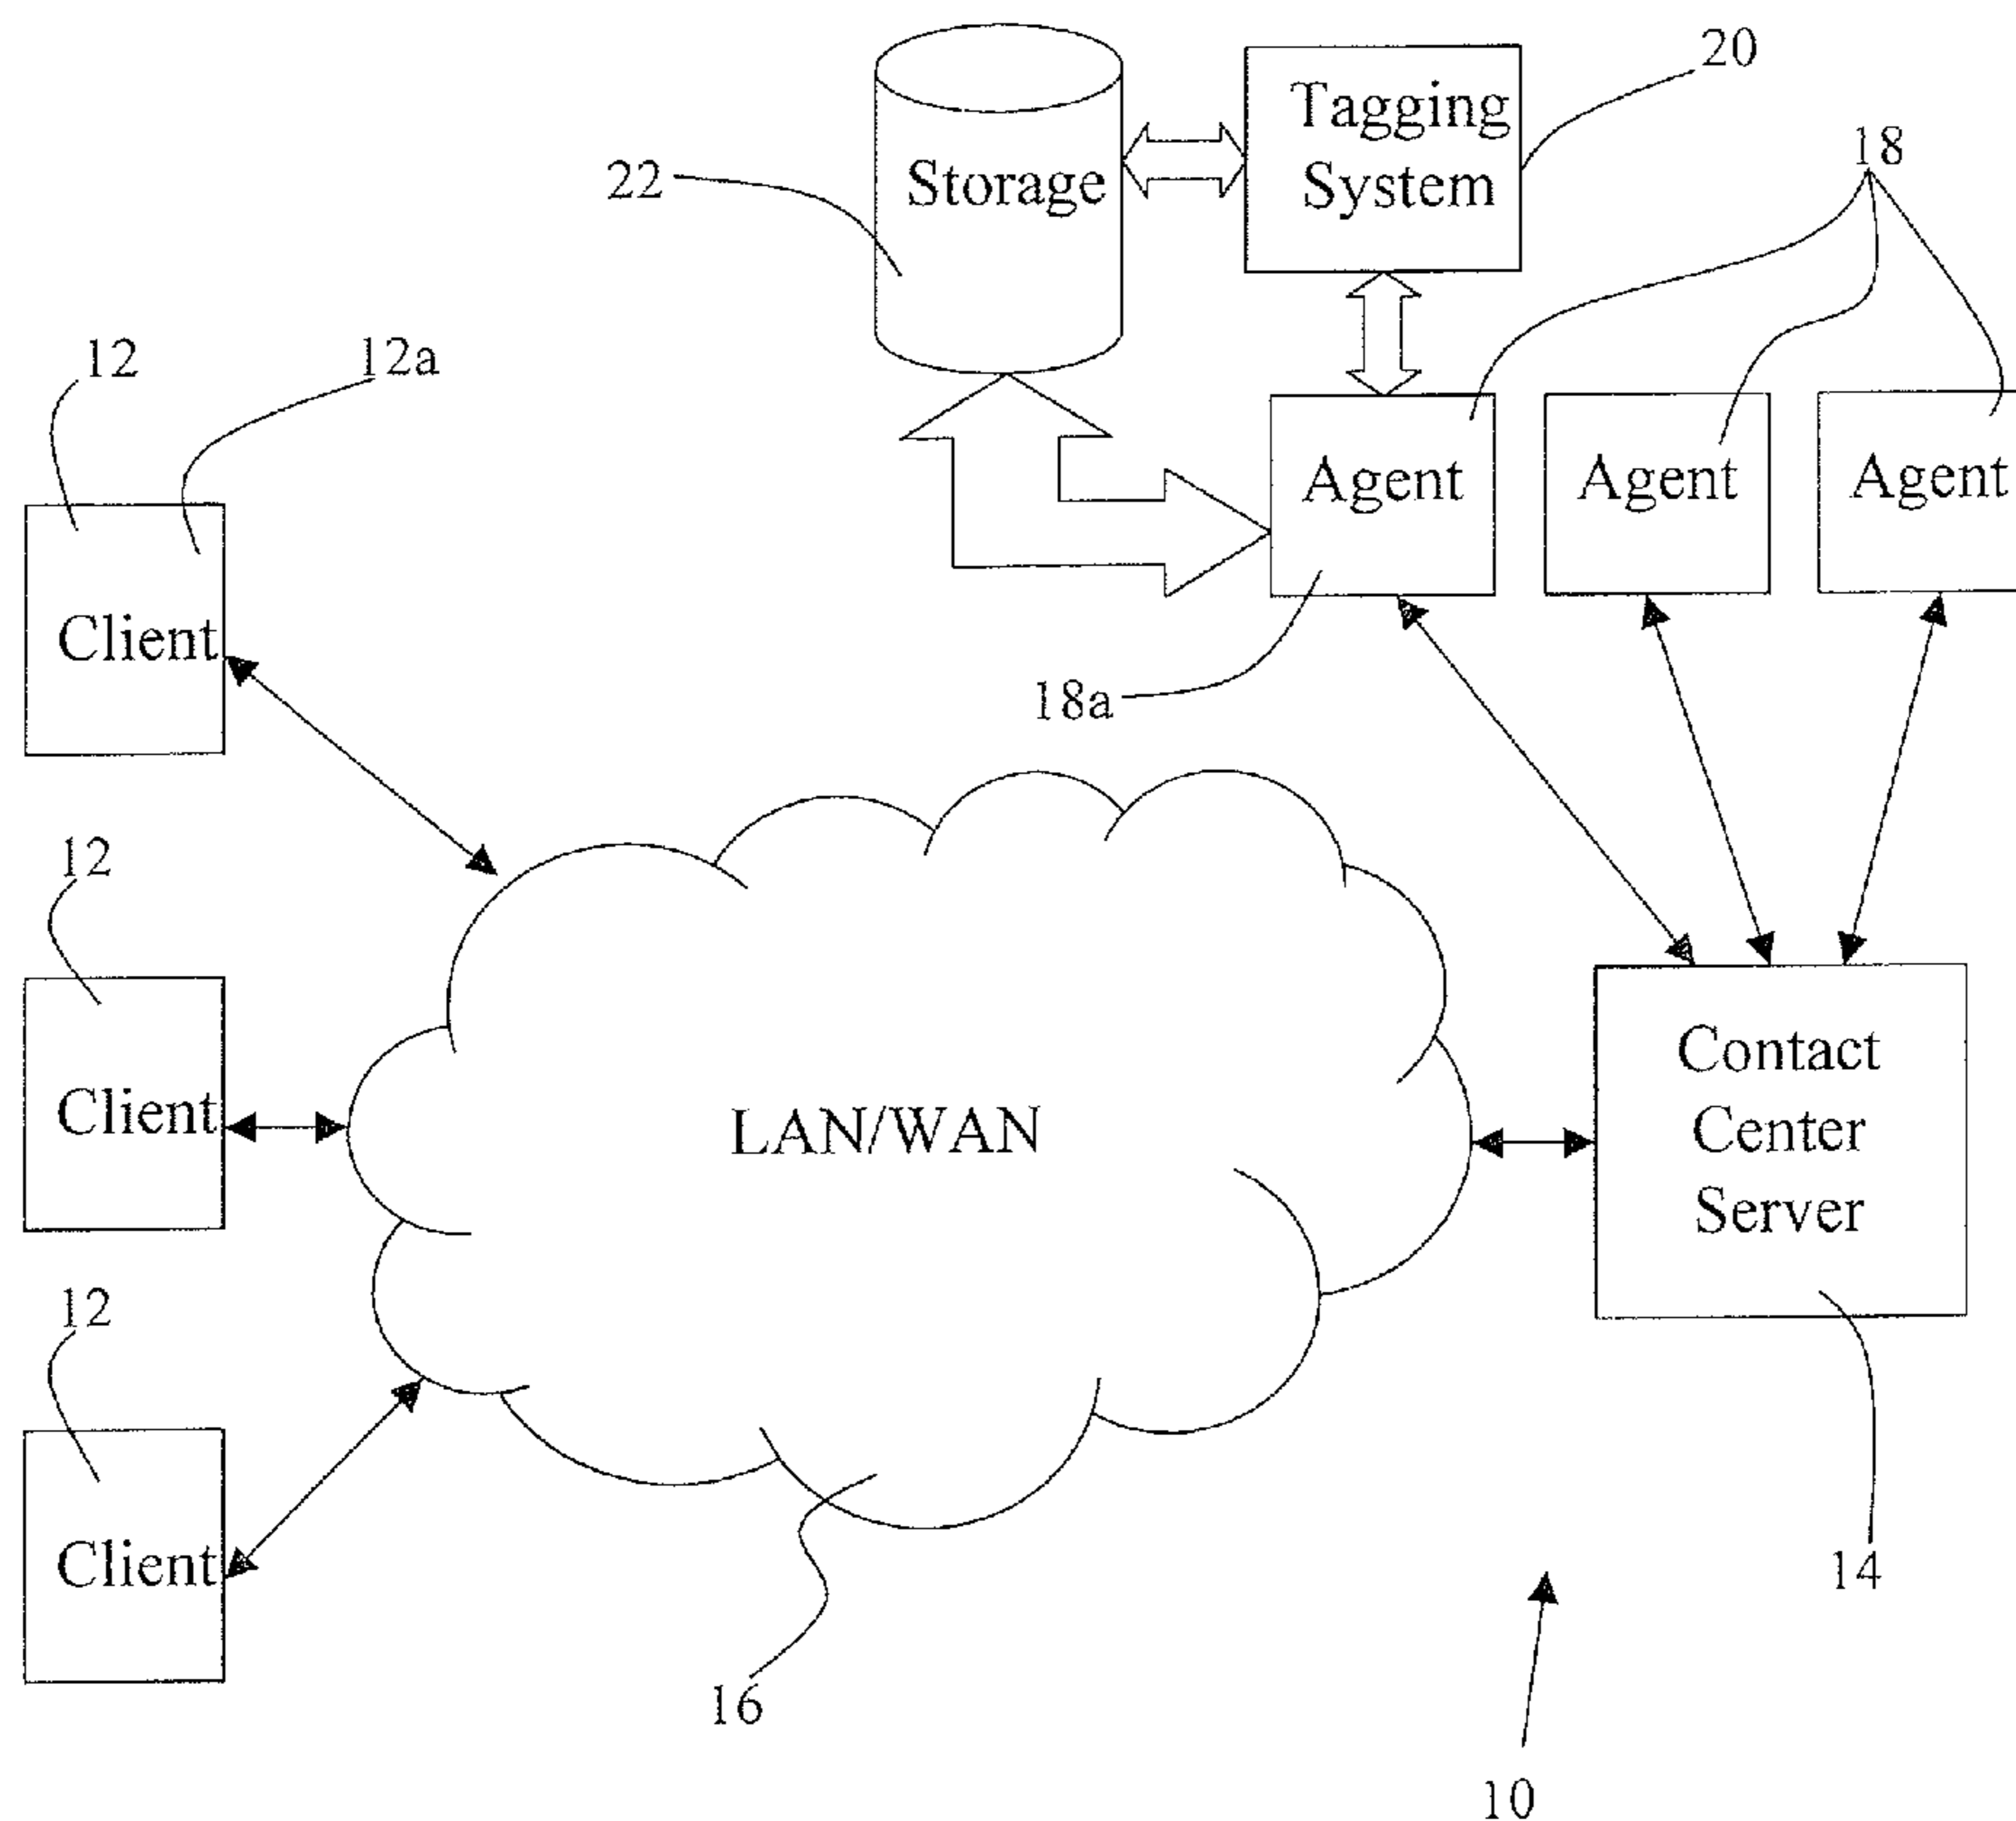 20
Tagging
System
18
22
Storage
12
12a
Agent
Agent
Agent
Client
18a
12
Client
LAN/WAN
Contact
Center
Server
12
Client
14
16
10